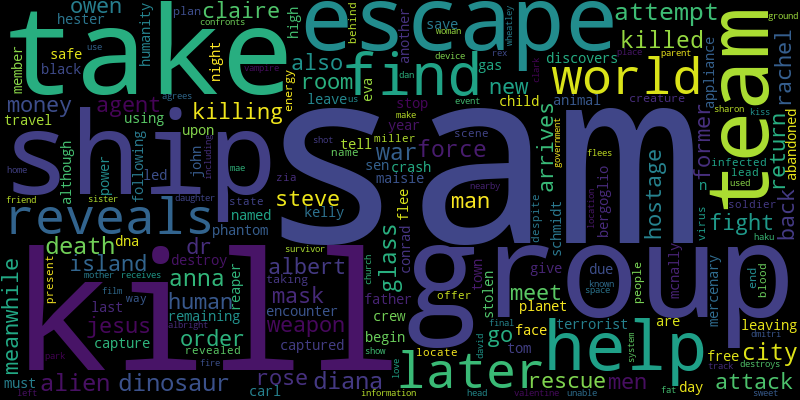 hester owen claire high plan behind save us another escape attempt woman wheatley rex ground
member safe black night confronts leave eva dan killed parent clark
take humanity money agent killing room energy also find gas new world discovers appliance rachel
travel using upon vampire agrees tell stop make year child animal creature former event sharon kiss team
although power following john including led ship sam miller war force arrives scene shot name government return abandoned
home sister daughter mae zia sen crash maisie flees infected lead back
friend reveals state named steve kelly man flee hostage n used soldier
death dna phantom glass conrad nearby despite schmidt location bergoglio virus fight haku
meanwhile island dr destroy survivor anna reaper albert church father town give due people mcnally mercenary end blood
present mother receives human taking mask offer meet stolen planet known space are dmitri
film way last remaining encounter crew group face terrorist leaving
jesus albright order weapon begin final go help free city destroys
capture revealed captured show locate david tom system track
must park fire love later rescue men day attack
alien dinosaur rose diana
left carl information head valentine unable fat sweet
kill